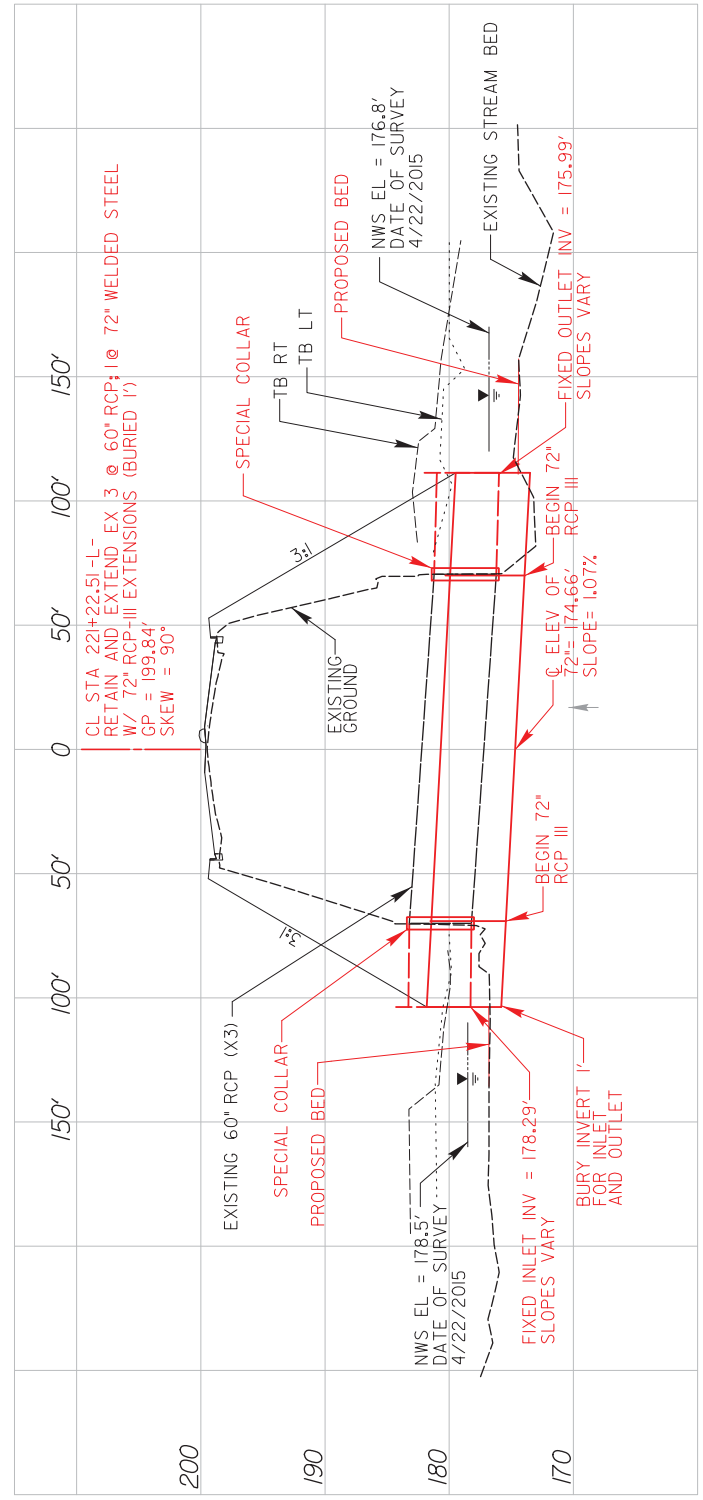 150'
100'
50'
0
50'
100'
150'
200
190
180
170
CL STA 221+22.51 -L-
RETAIN AND EXTEND EX 3 @ 60" RCP; 1 @ 72" WELDED STEEL
W/ 72" RCP-III EXTENSIONS (BURIED 1')
GP = 199.84'
SKEW = 90°
EXISTING 60" RCP (X3)
SPECIAL COLLAR
PROPOSED BED
NWS EL = 178.5'
DATE OF SURVEY
4/22/2015
FIXED INLET INV = 178.29'
SLOPES VARY
BURY INVERT 1'
FOR INLET
AND OUTLET
BEGIN 72"
RCP III
3:1
EXISTING
GROUND
℄ ELEV OF
72"= 174.66'
SLOPE= 1.07%
3:1
SPECIAL COLLAR
TB RT
TB LT
PROPOSED BED
NWS EL = 176.8'
DATE OF SURVEY
4/22/2015
EXISTING STREAM BED
FIXED OUTLET INV = 175.99'
SLOPES VARY
BEGIN 72"
RCP III